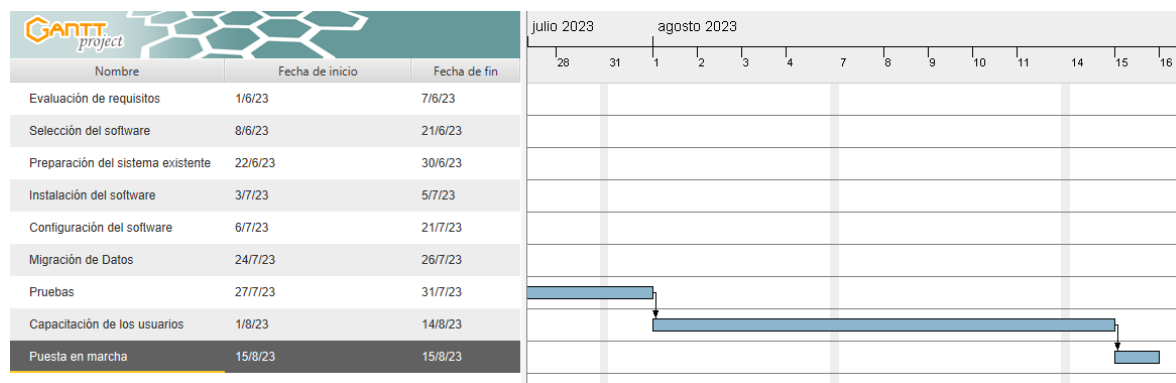 GANTT
project
julio 2023 agosto 2023
28 31 1 2 3 4 7 8 9 10 11 14 15 16
Nombre Fecha de inicio Fecha de fin
Evaluación de requisitos 1/6/23 7/6/23
Selección del software 8/6/23 21/6/23
Preparación del sistema existente 22/6/23 30/6/23
Instalación del software 3/7/23 5/7/23
Configuración del software 6/7/23 21/7/23
Migración de Datos 24/7/23 26/7/23
Pruebas 27/7/23 31/7/23
Capacitación de los usuarios 1/8/23 14/8/23
Puesta en marcha 15/8/23 15/8/23